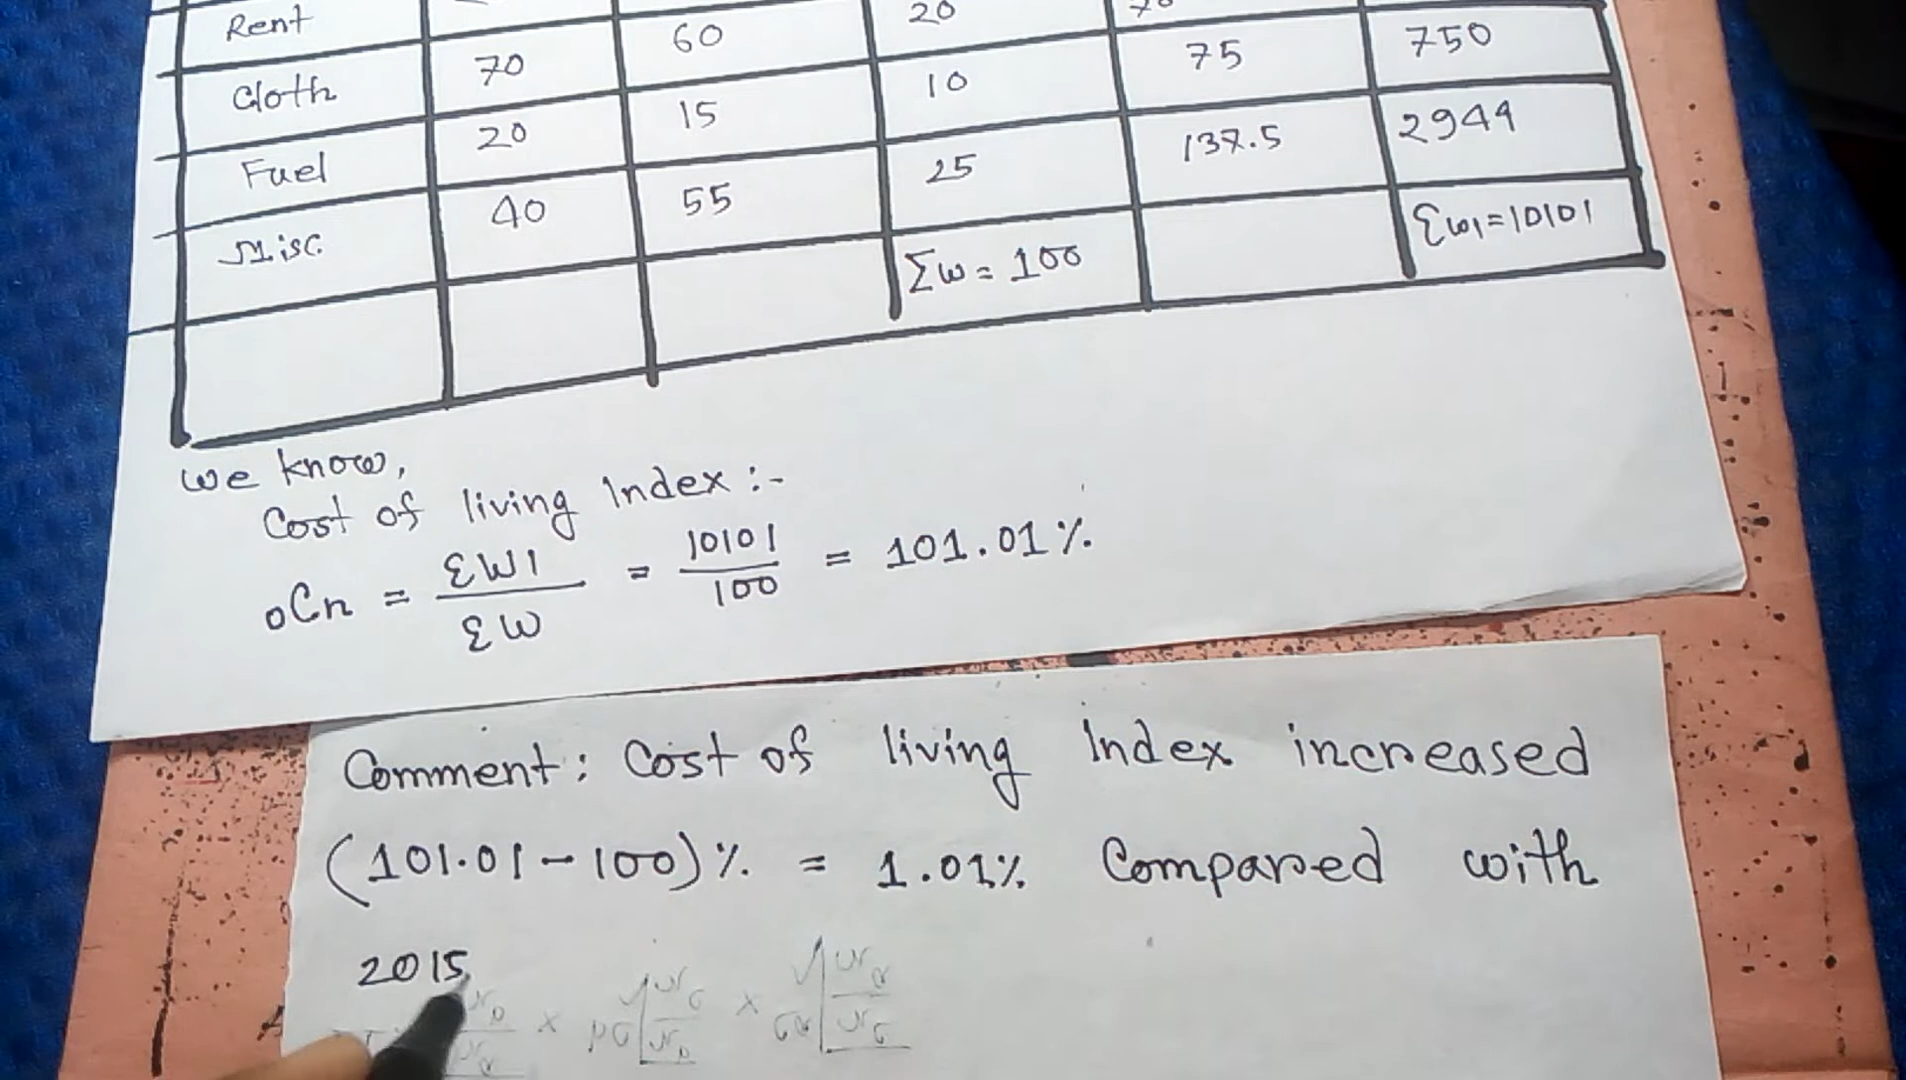 Rent 20 70
Cloth 70 60 10 75 750
Fuel 20 15 25 137.5 2944
Misc. 40 55 Σw = 100 Σw1 = 10101
We know,
Cost of living Index :-
oCn = ΣWI / ΣW = 10101 / 100 = 101.01%
Comment: Cost of living Index increased
(101.01-100)% = 1.01% Compared with
2015